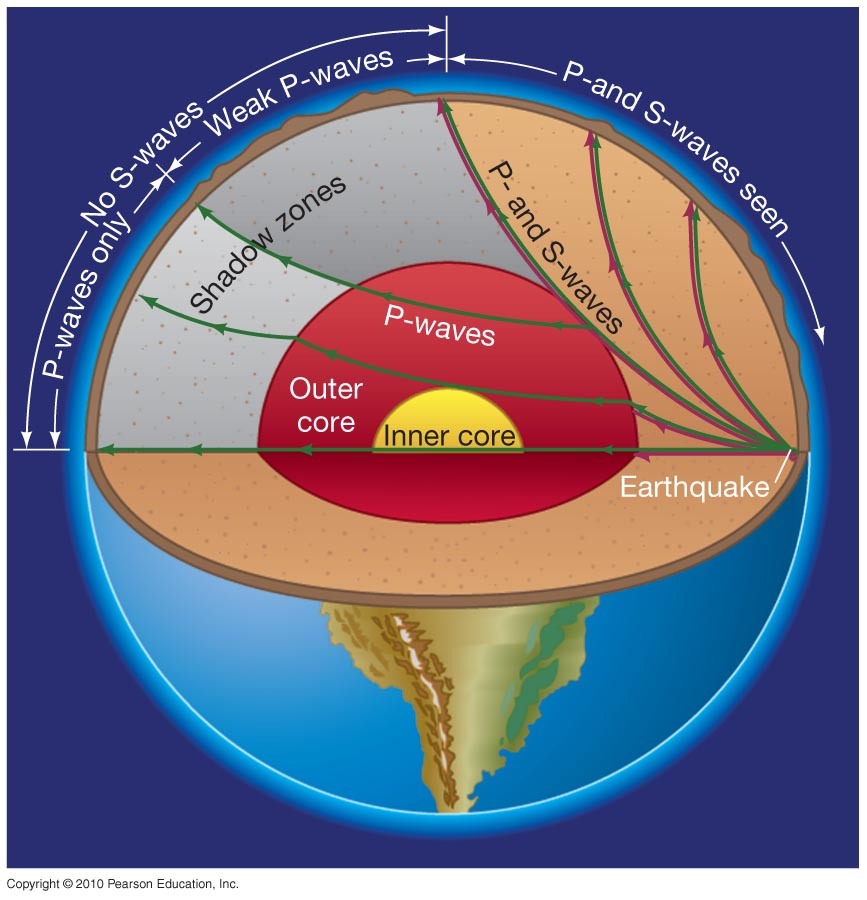 No S-waves
Weak P-waves
P-and S-waves seen
P-waves only
Shadow zones
P- and S-waves
P-waves
Outer
core
Inner core
Earthquake
Copyright © 2010 Pearson Education, Inc.